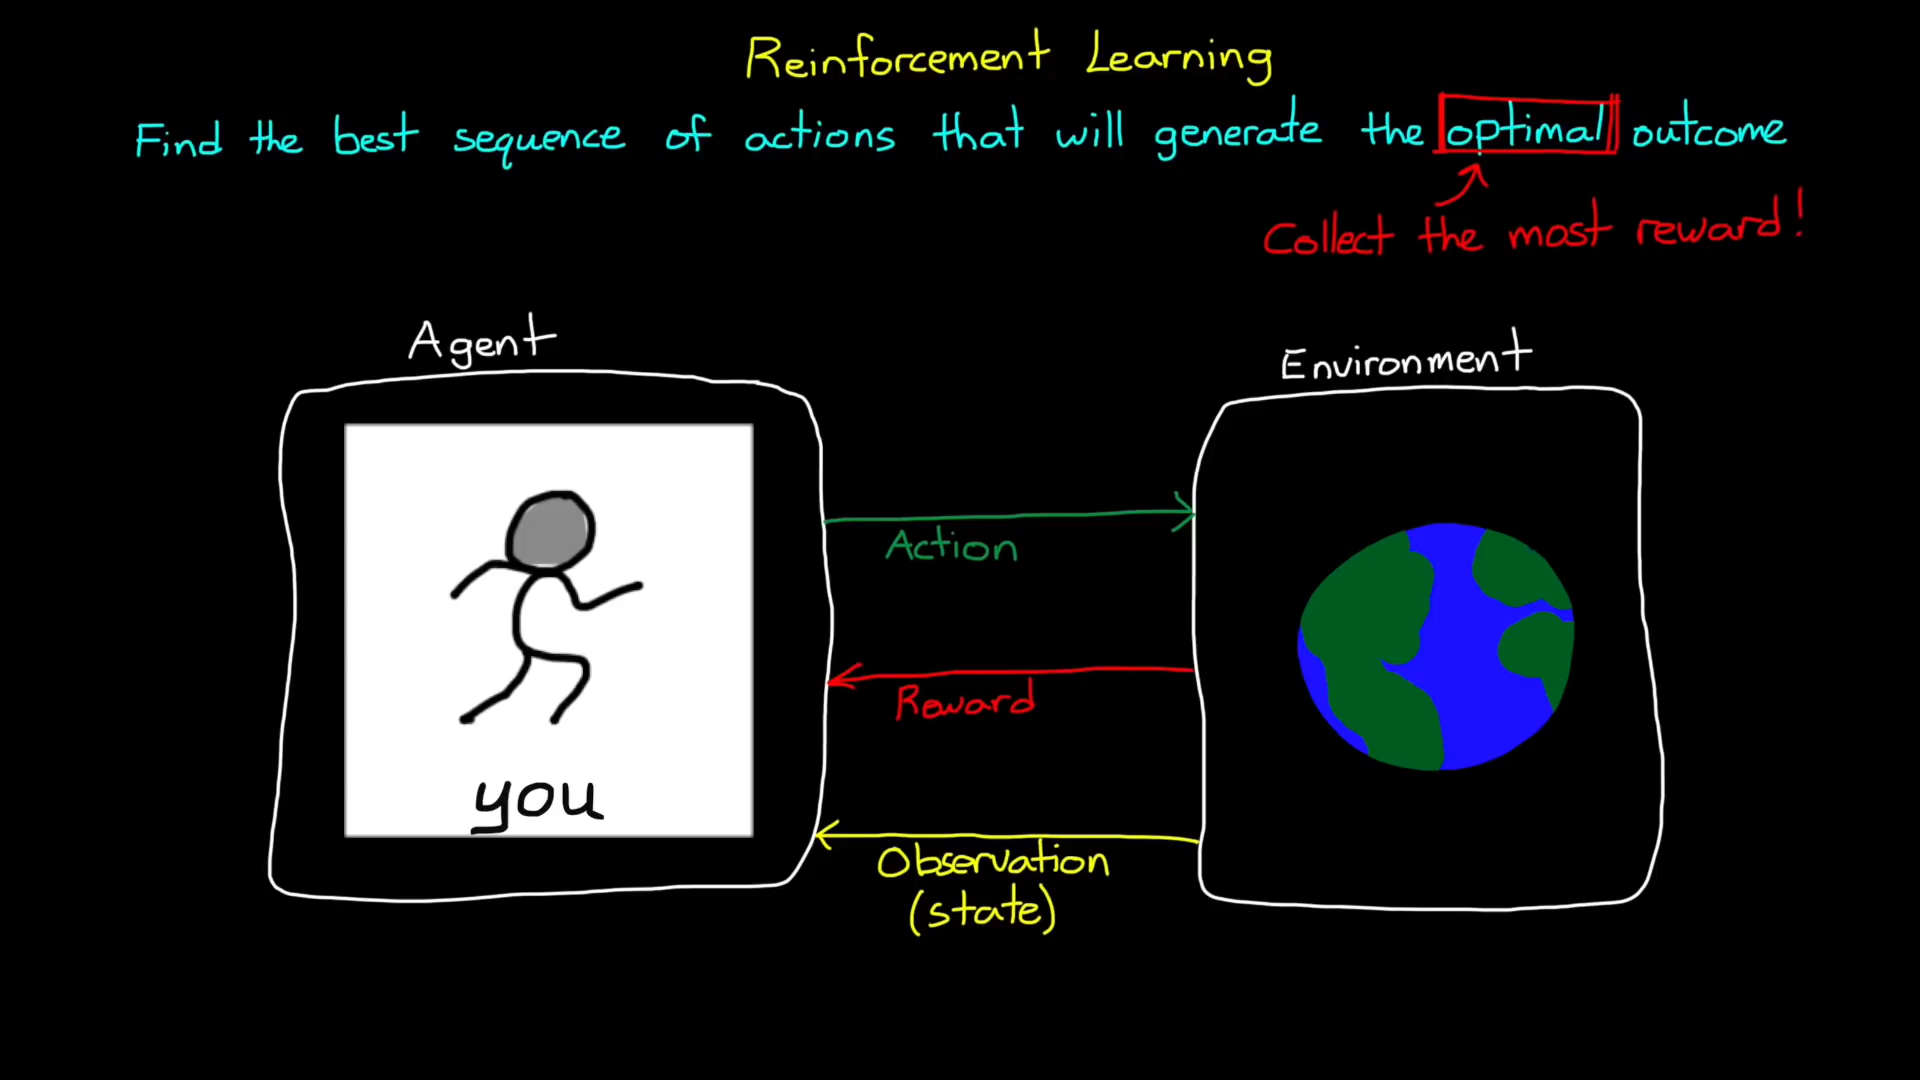 Reinforcement Learning
Find the best sequence of actions that will generate the optimal outcome
Collect the most reward!
Agent
Environment
Action
Reward
you
Observation
(state)